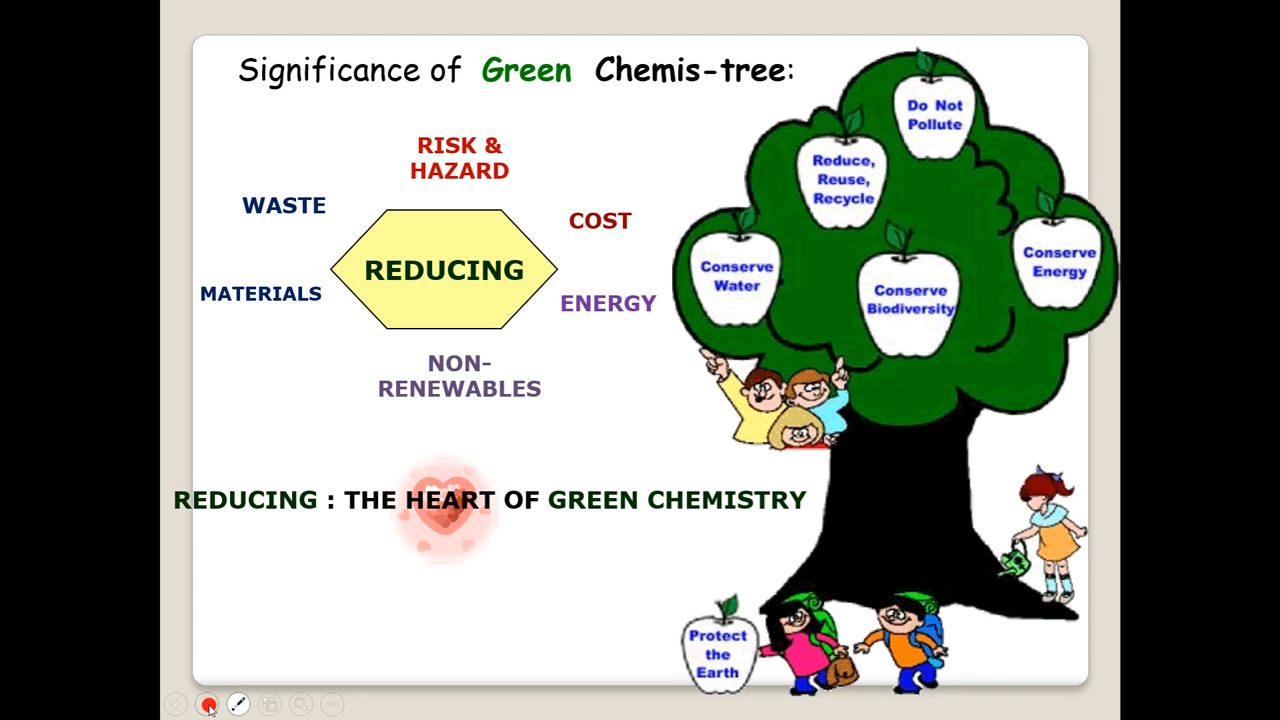 Significance of Green Chemis-tree:
RISK &
HAZARD
WASTE
COST
REDUCING
MATERIALS
ENERGY
NON-
RENEWABLES
REDUCING : THE HEART OF GREEN CHEMISTRY
Do Not
Pollute
Reduce,
Reuse,
Recycle
Conserve
Water
Conserve
Biodiversity
Conserve
Energy
Protect
the
Earth